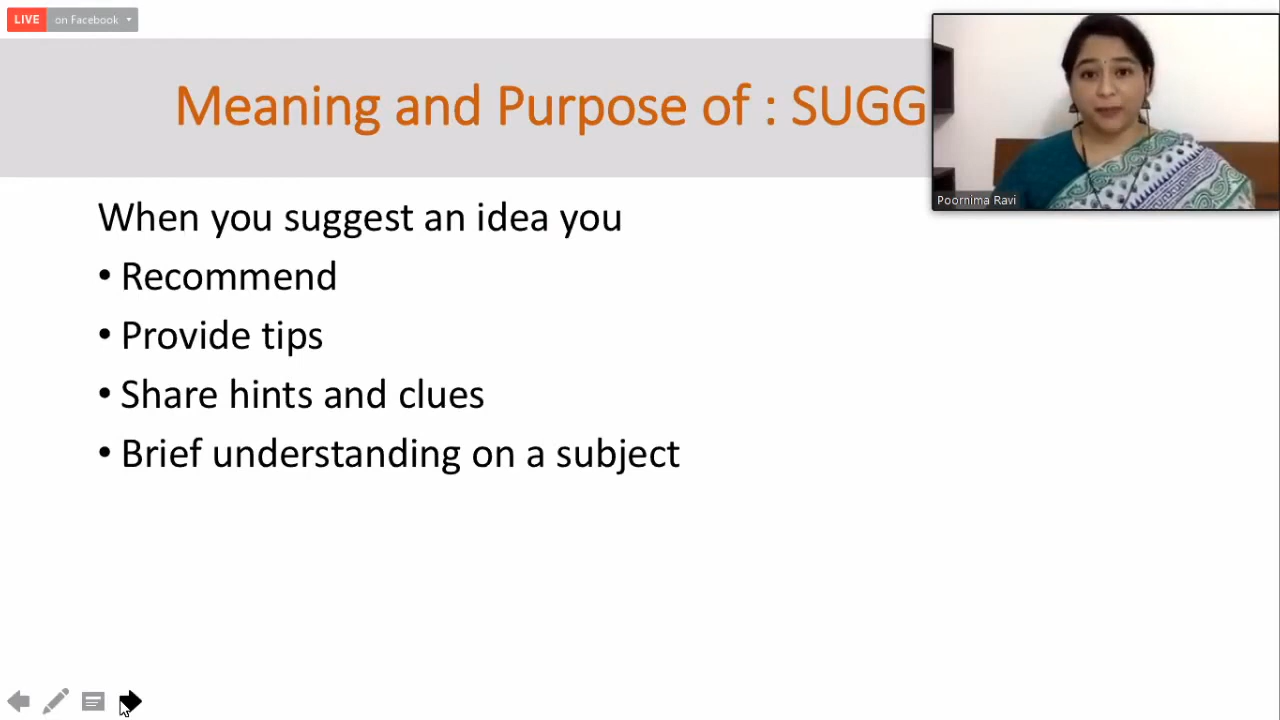 LIVE on Facebook
Meaning and Purpose of : SUGG
Poornima Ravi
When you suggest an idea you
• Recommend
• Provide tips
• Share hints and clues
• Brief understanding on a subject